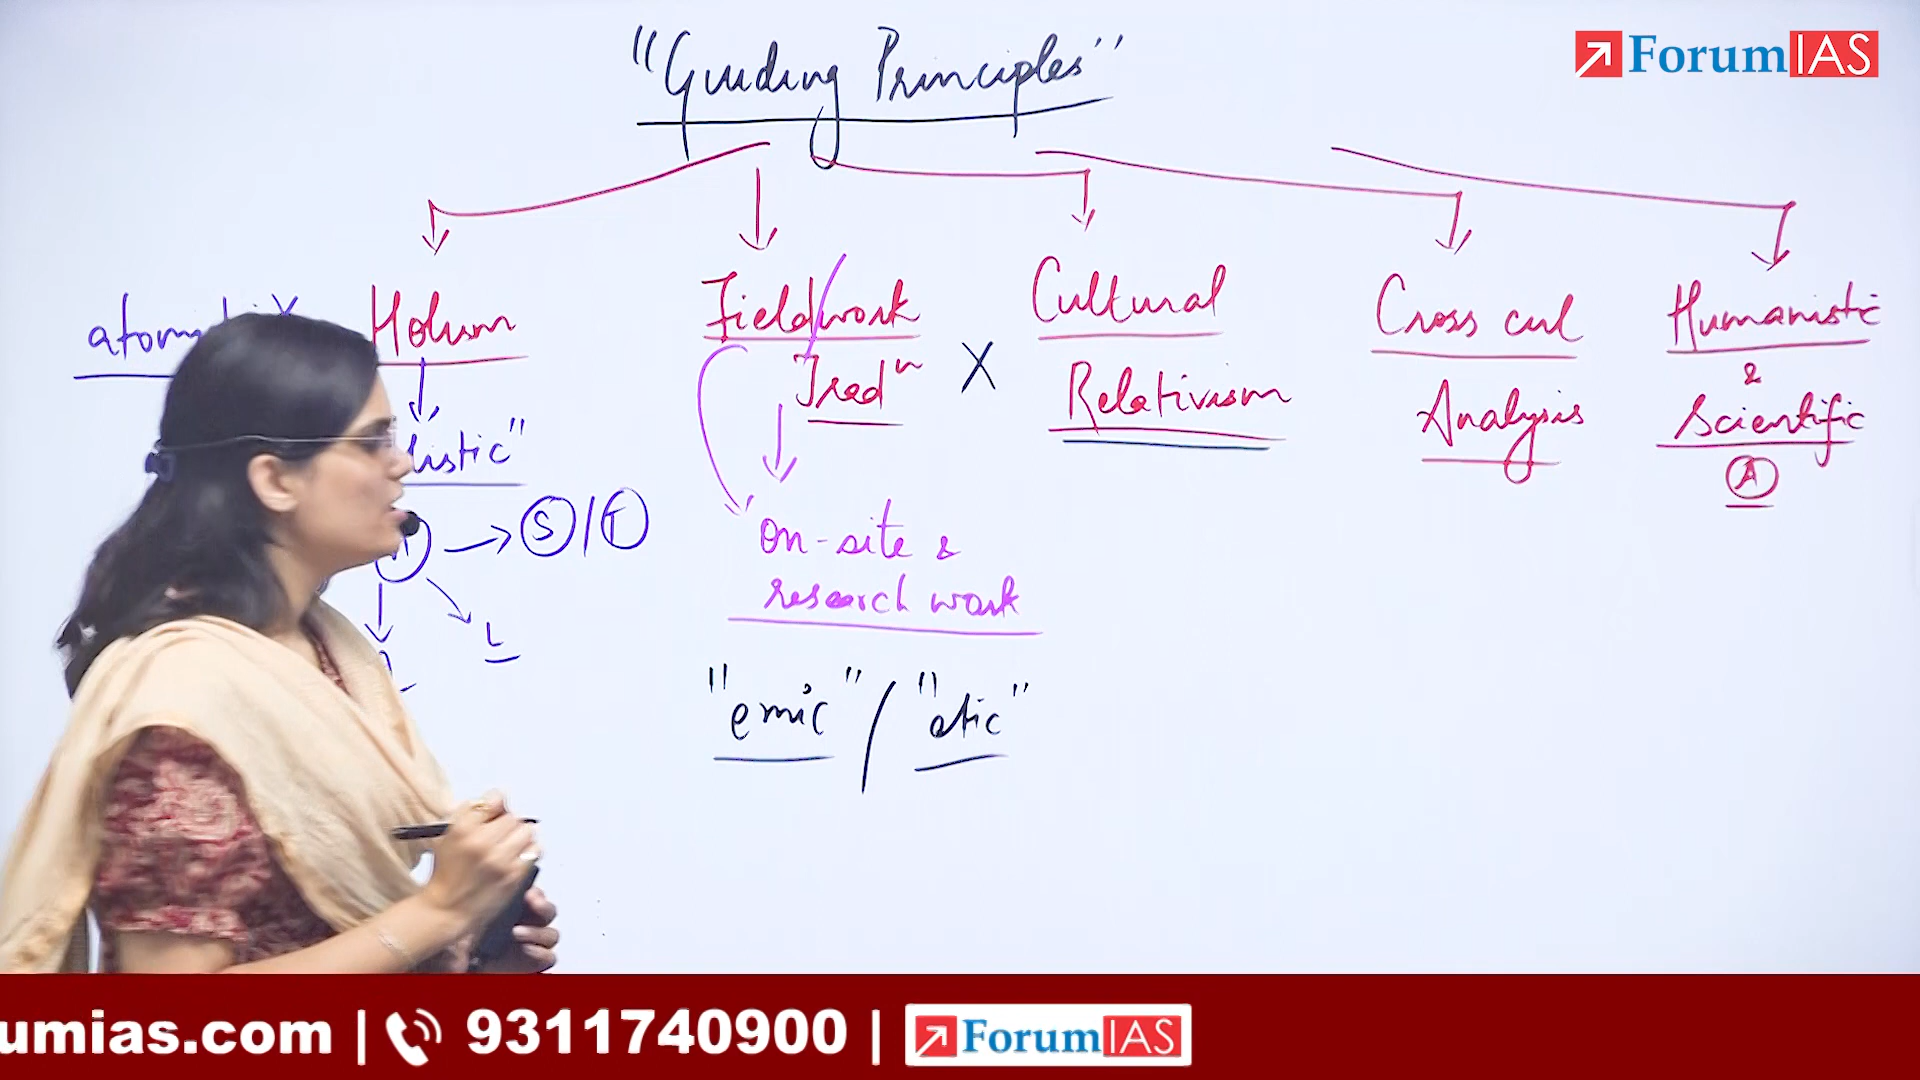 "Guiding Principles"
ForumIAS
Holism
Fieldwork
Tradn
X
Cultural
Relativism
Cross cul
Analysis
Humanistic
&
Scientific
A
S / T
L
on-site &
research work
"emic" / "etic"
umias.com | 9311740900 | ForumIAS